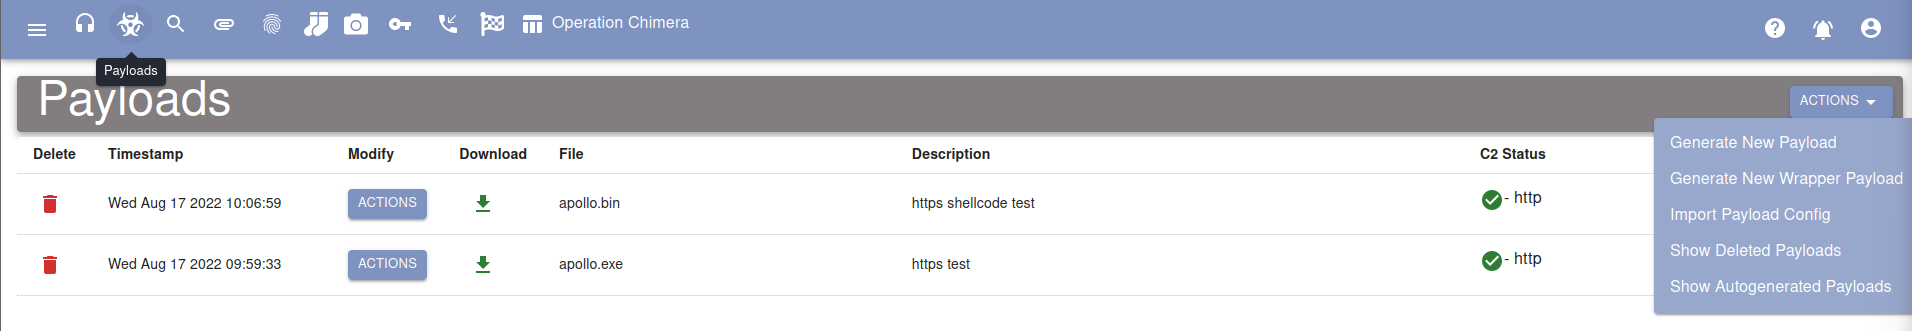 Operation Chimera
Payloads
Payloads
ACTIONS
Generate New Payload
Generate New Wrapper Payload
Import Payload Config
Show Deleted Payloads
Show Autogenerated Payloads
Delete Timestamp Modify Download File Description C2 Status
Wed Aug 17 2022 10:06:59 ACTIONS apollo.bin https shellcode test - http
Wed Aug 17 2022 09:59:33 ACTIONS apollo.exe https test - http